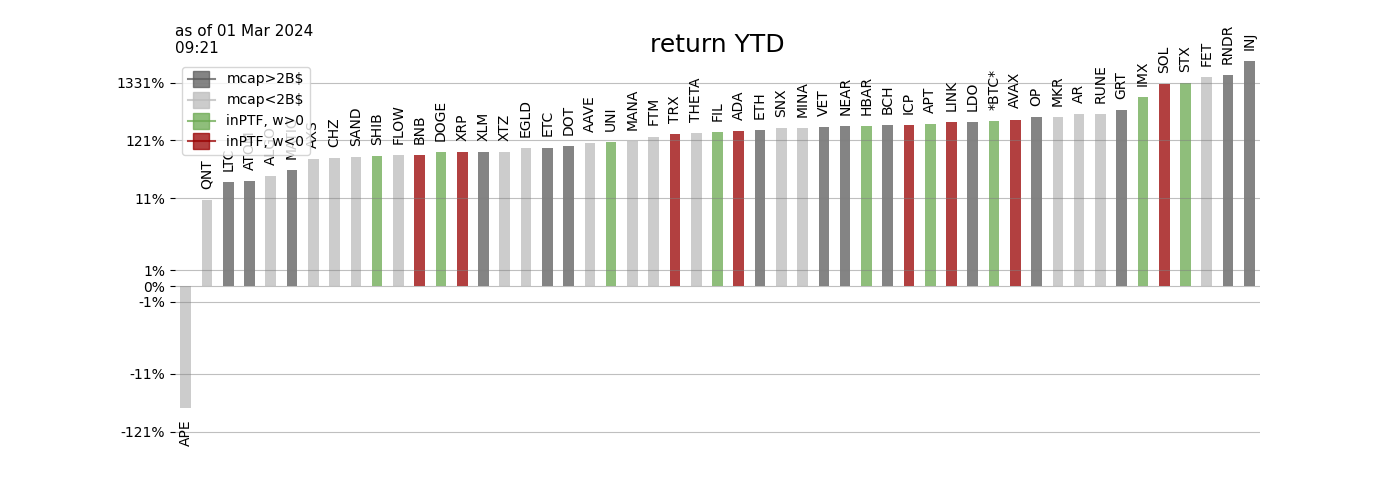 as of 01 Mar 2024
09:21
return YTD
mcap>2B$
mcap<2B$
inPTF, w>0
inPTF, w<0
1331%
121%
11%
1%
0%
-1%
-11%
-121%
APE
QNT
LTC
ATOM
ALGO
MATIC
AXS
CHZ
SAND
SHIB
FLOW
BNB
DOGE
XRP
XLM
XTZ
EGLD
ETC
DOT
AAVE
UNI
MANA
FTM
TRX
THETA
FIL
ADA
ETH
SNX
MINA
VET
NEAR
HBAR
BCH
ICP
APT
LINK
LDO
*BTC*
AVAX
OP
MKR
AR
RUNE
GRT
IMX
SOL
STX
FET
RNDR
INJ